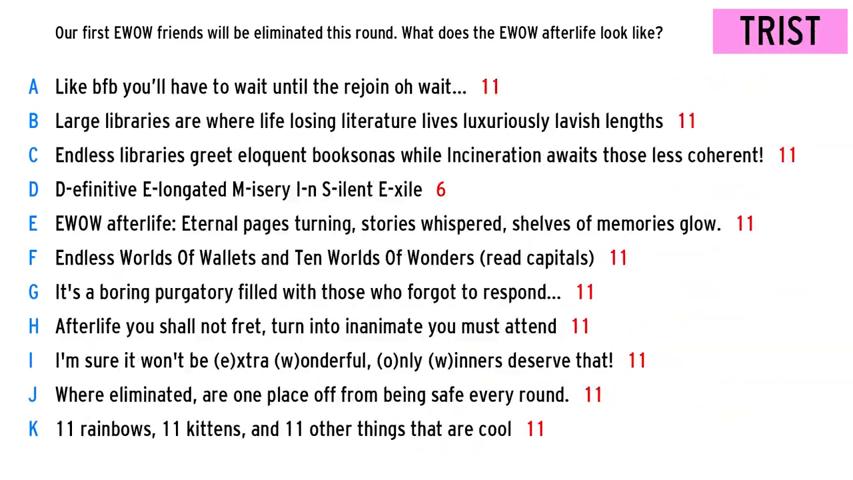 Our first EWOW friends will be eliminated this round. What does the EWOW afterlife look like?
TRIST
A Like bfb you'll have to wait until the rejoin oh wait... 11
B Large libraries are where life losing literature lives luxuriously lavish lengths 11
C Endless libraries greet eloquent booksonas while Incineration awaits those less coherent! 11
D D-efinitive E-longated M-isery I-n S-ilent E-xile 6
E EWOW afterlife: Eternal pages turning, stories whispered, shelves of memories glow. 11
F Endless Worlds Of Wallets and Ten Worlds Of Wonders (read capitals) 11
G It's a boring purgatory filled with those who forgot to respond... 11
H Afterlife you shall not fret, turn into inanimate you must attend 11
I I'm sure it won't be (e)xtra (w)onderful, (o)nly (w)inners deserve that! 11
J Where eliminated, are one place off from being safe every round. 11
K 11 rainbows, 11 kittens, and 11 other things that are cool 11